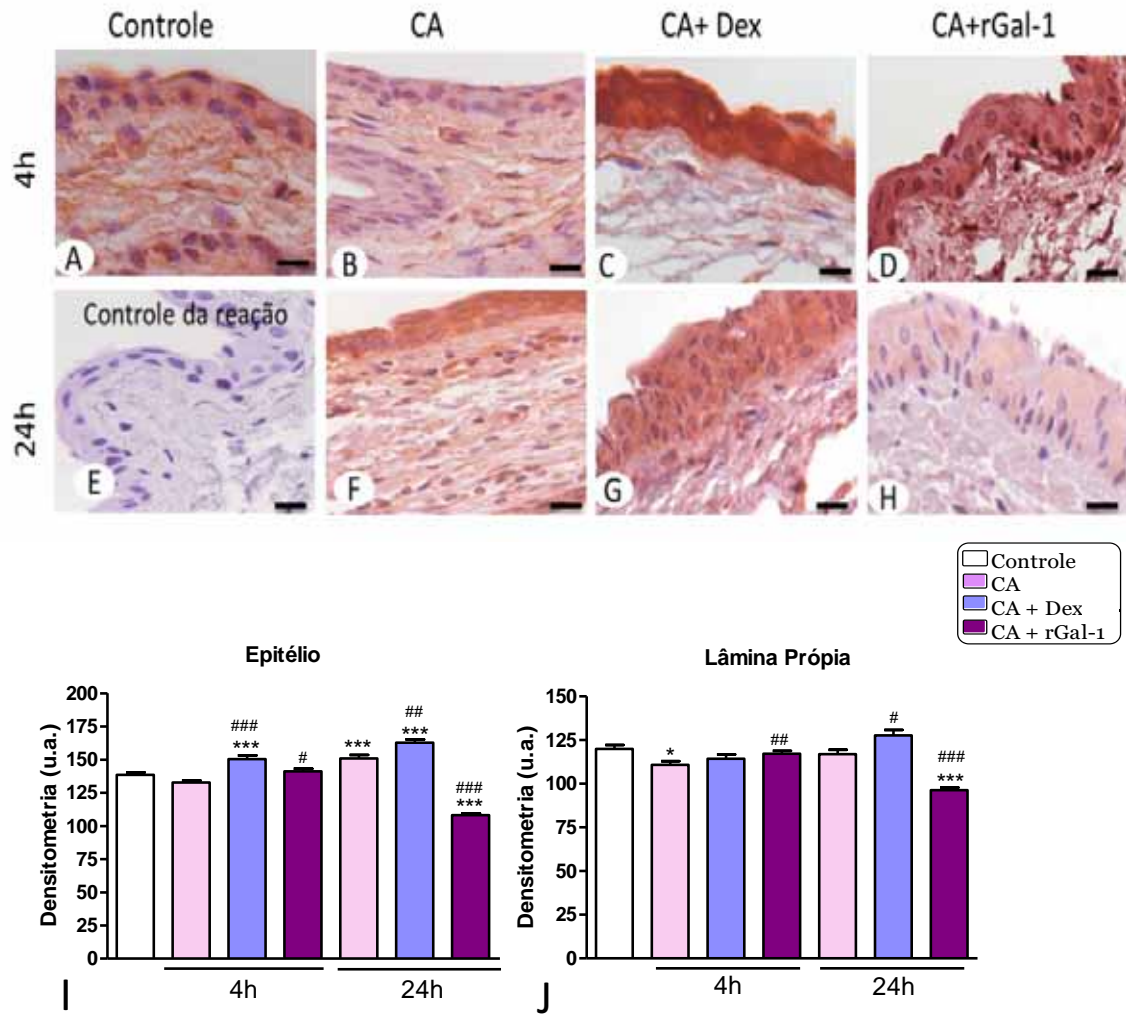 Controle CA CA+ Dex CA+rGal-1
4h
A B C D
Controle da reação
24h
E F G H
Controle
CA
CA + Dex
CA + rGal-1
Epitélio
Densitometria (u.a.)
200
175
150
125
100
75
50
25
0
###
***
#
***
##
***
###
***
4h 24h
I
Lâmina Própia
Densitometria (u.a.)
150
125
100
75
50
25
0
*
##
#
###
***
4h 24h
J